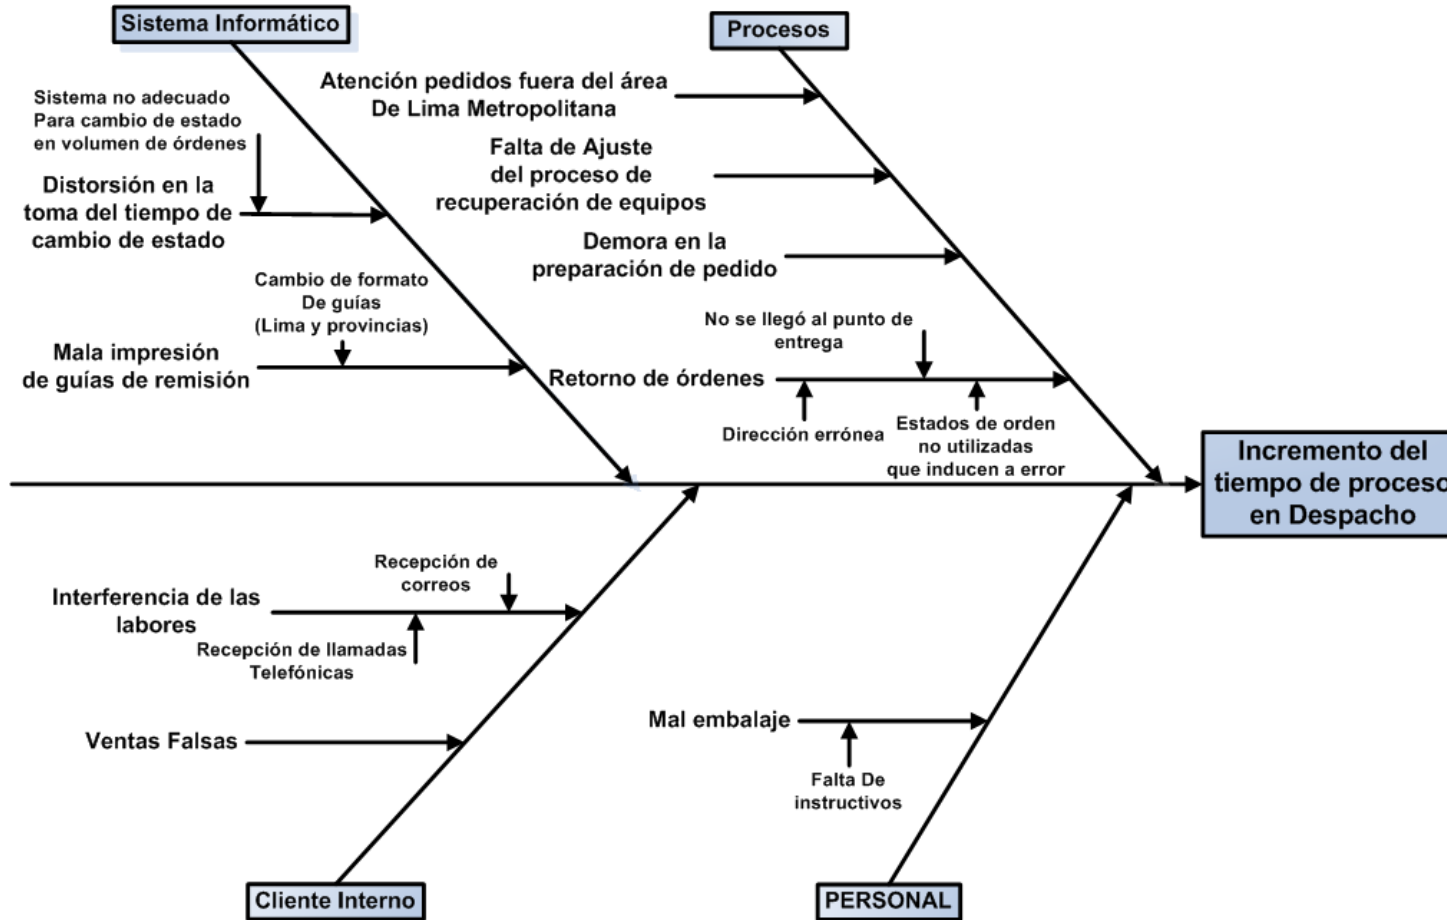 Sistema Informático
Procesos
Sistema no adecuado
Para cambio de estado
en volumen de órdenes
Distorsión en la
toma del tiempo de
cambio de estado
Cambio de formato
De guías
(Lima y provincias)
Mala impresión
de guías de remisión
Atención pedidos fuera del área
De Lima Metropolitana
Falta de Ajuste
del proceso de
recuperación de equipos
Demora en la
preparación de pedido
No se llegó al punto de
entrega
Retorno de órdenes
Dirección errónea
Estados de orden
no utilizadas
que inducen a error
Incremento del
tiempo de proceso
en Despacho
Recepción de
correos
Interferencia de las
labores
Recepción de llamadas
Telefónicas
Ventas Falsas
Mal embalaje
Falta De
instructivos
Cliente Interno
PERSONAL